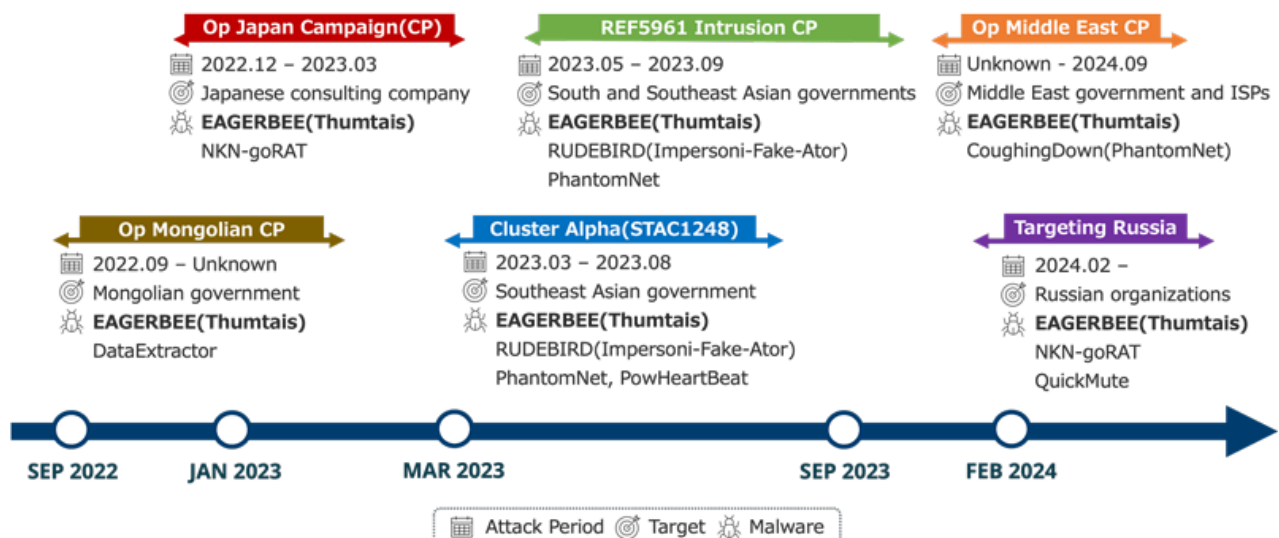 Op Japan Campaign(CP)
2022.12 – 2023.03
Japanese consulting company
EAGERBEE(Thumtais)
NKN-goRAT
REF5961 Intrusion CP
2023.05 – 2023.09
South and Southeast Asian governments
EAGERBEE(Thumtais)
RUDEBIRD(Impersoni-Fake-Ator)
PhantomNet
Op Middle East CP
Unknown - 2024.09
Middle East government and ISPs
EAGERBEE(Thumtais)
CoughingDown(PhantomNet)
Op Mongolian CP
2022.09 – Unknown
Mongolian government
EAGERBEE(Thumtais)
DataExtractor
Cluster Alpha(STAC1248)
2023.03 – 2023.08
Southeast Asian government
EAGERBEE(Thumtais)
RUDEBIRD(Impersoni-Fake-Ator)
PhantomNet, PowHeartBeat
Targeting Russia
2024.02 –
Russian organizations
EAGERBEE(Thumtais)
NKN-goRAT
QuickMute
SEP 2022
JAN 2023
MAR 2023
SEP 2023
FEB 2024
Attack Period Target Malware